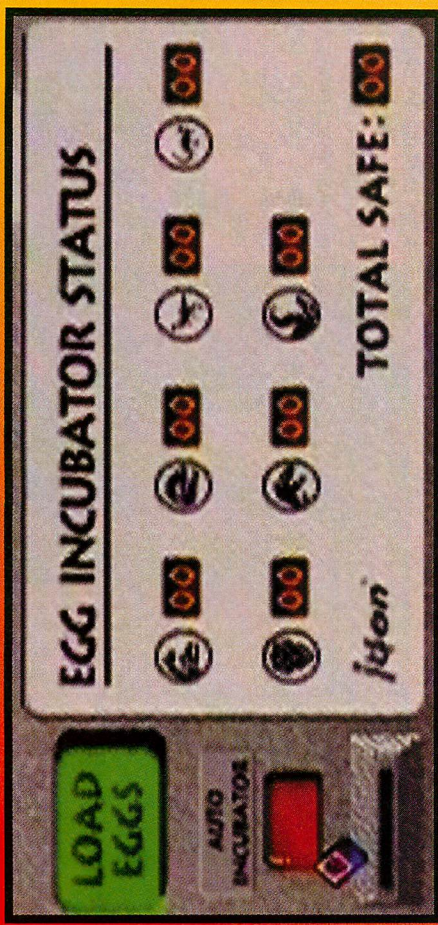 EGG INCUBATOR STATUS
00 00 00 00
00 00 00
TOTAL SAFE: 00
LOAD
EGGS
AUTO
INCUBATOR